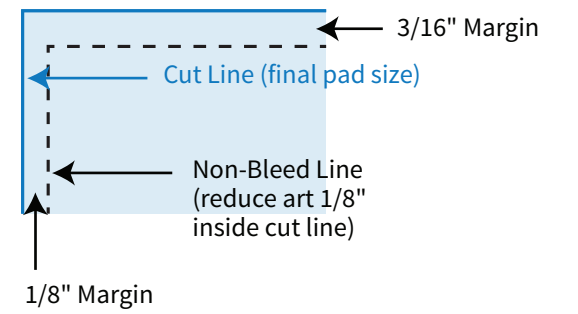 3/16" Margin
Cut Line (final pad size)
Non-Bleed Line
(reduce art 1/8"
inside cut line)
1/8" Margin